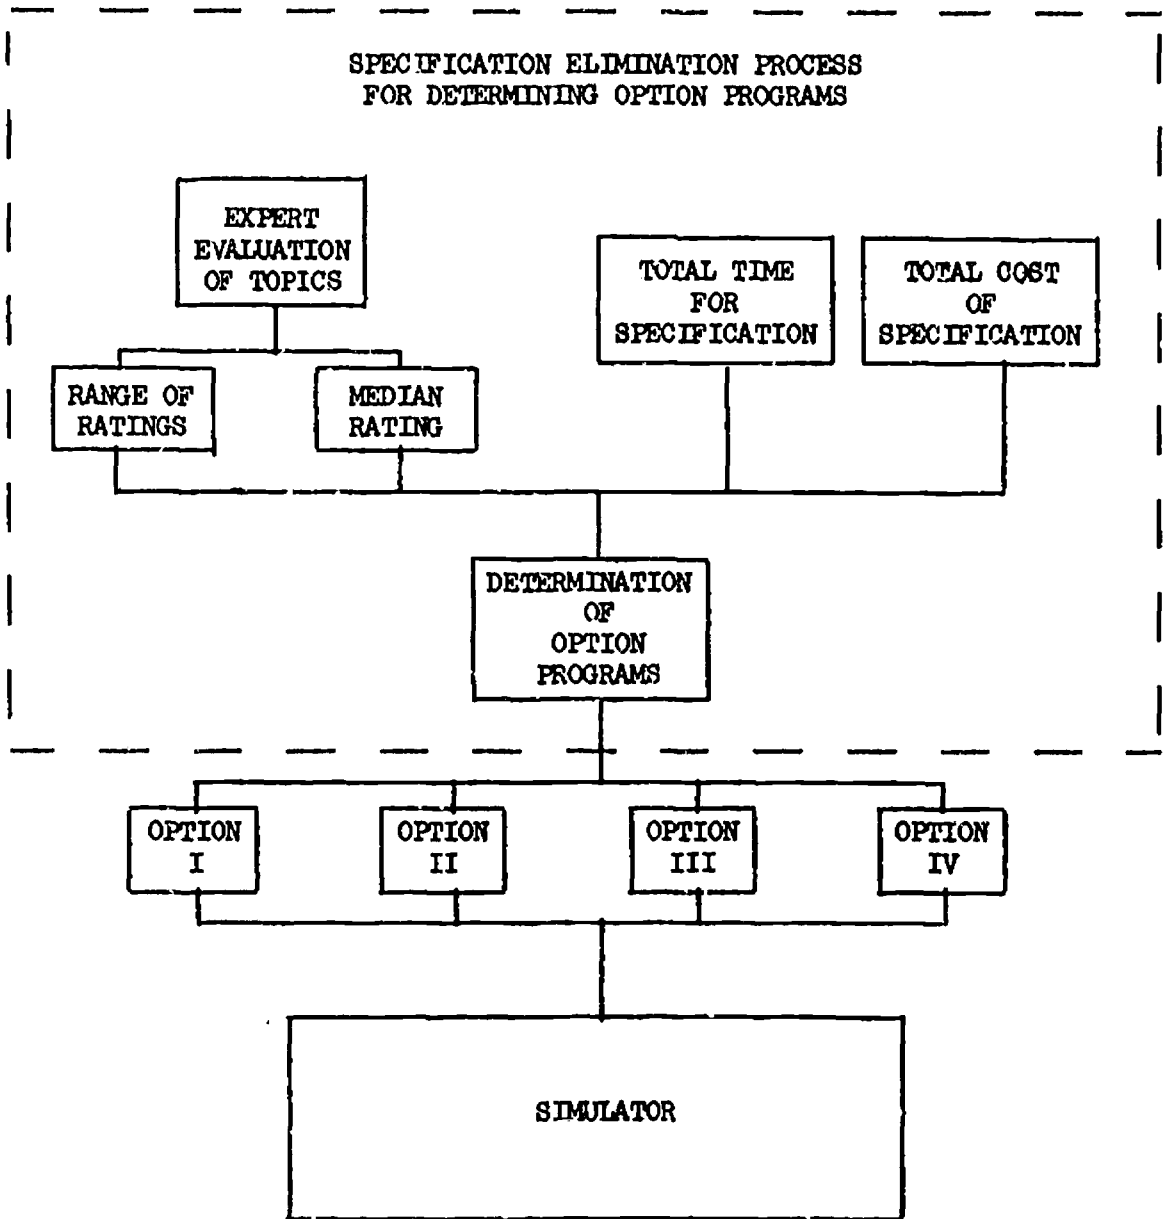 SPECIFICATION ELIMINATION PROCESS
FOR DETERMINING OPTION PROGRAMS
EXPERT
EVALUATION
OF TOPICS
TOTAL TIME
FOR
SPECIFICATION
TOTAL COST
OF
SPECIFICATION
RANGE OF
RATINGS
MEDIAN
RATING
DETERMINATION
OF
OPTION
PROGRAMS
OPTION
I
OPTION
II
OPTION
III
OPTION
IV
SIMULATOR